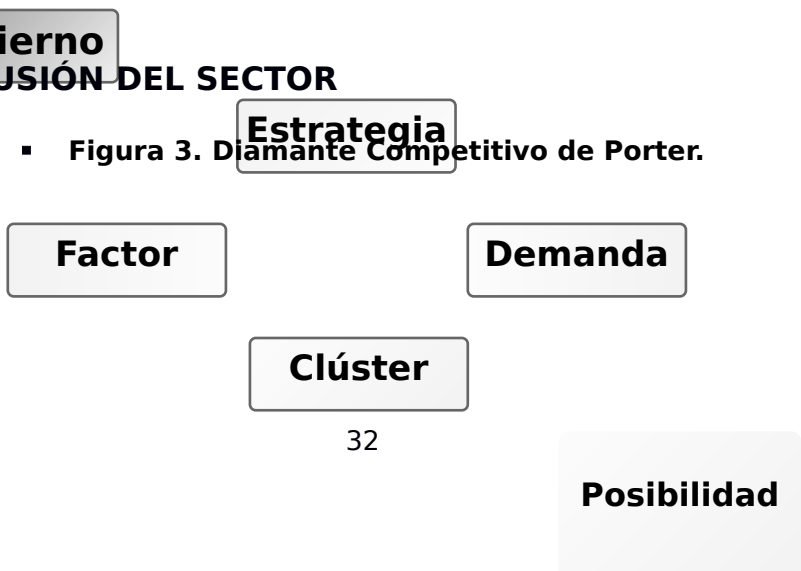 ierno
USIÓN DEL SECTOR
Estrategia
▪ Figura 3. Diamante Competitivo de Porter.
Factor
Demanda
Clúster
32
Posibilidad